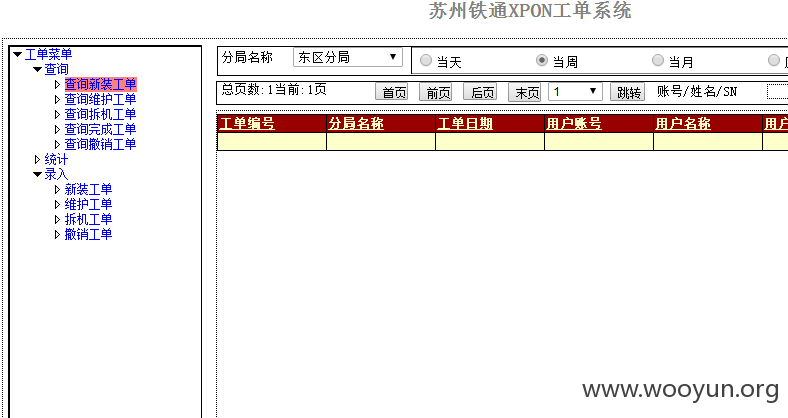 苏州铁通XPON工单系统
工单菜单
查询
查询新装工单
查询维护工单
查询拆机工单
查询完成工单
查询撤销工单
统计
录入
新装工单
维护工单
拆机工单
撤销工单
分局名称 东区分局 当天 当周 当月
总页数:1当前:1页 首页 前页 后页 末页 1 跳转 账号/姓名/SN
工单编号 分局名称 工单日期 用户账号 用户名称 用户
www.wooyun.org